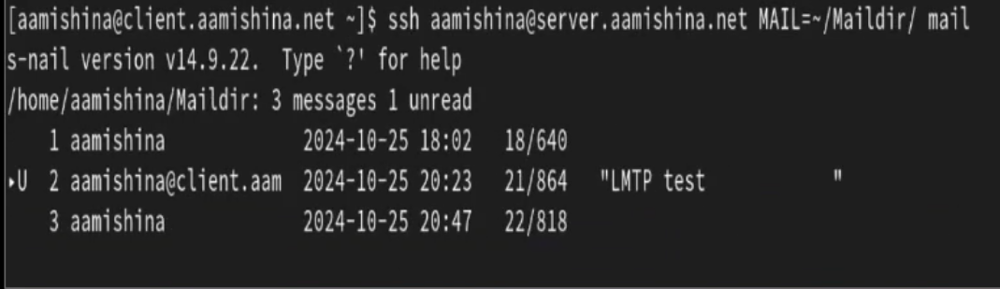 [aamishina@client.aamishina.net ~]$ ssh aamishina@server.aamishina.net MAIL=~/Maildir/ mail
s-nail version v14.9.22.  Type `?' for help
/home/aamishina/Maildir: 3 messages 1 unread
    1 aamishina             2024-10-25 18:02   18/640
▸U  2 aamishina@client.aam  2024-10-25 20:23   21/864   "LMTP test            "
    3 aamishina             2024-10-25 20:47   22/818